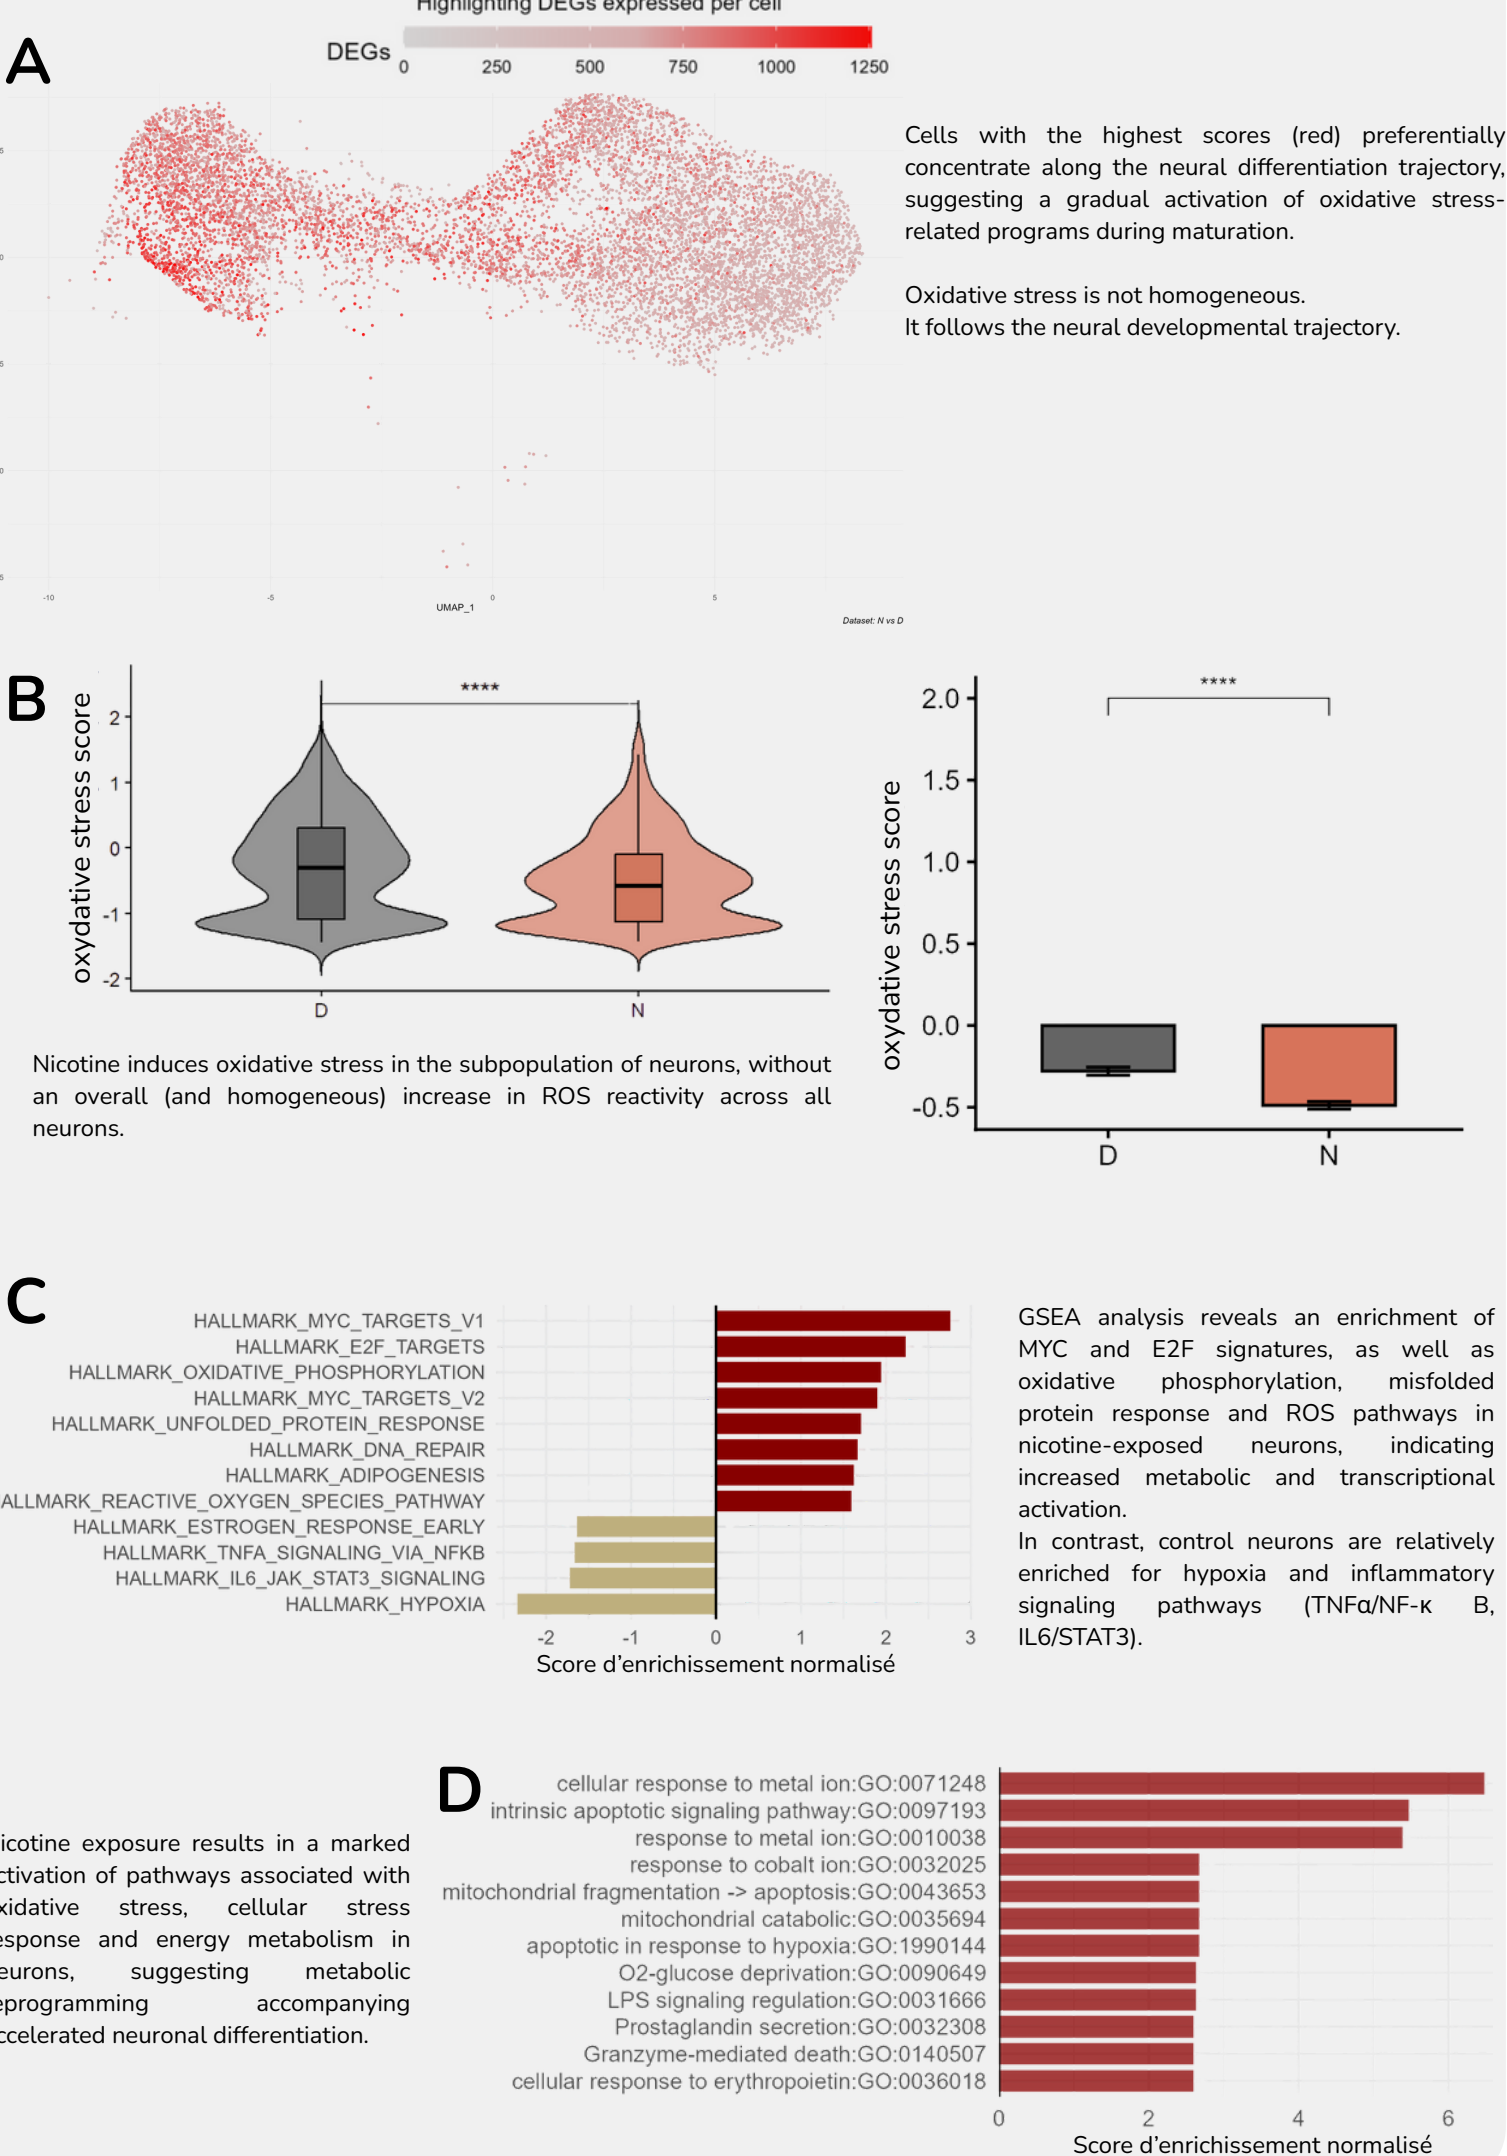 Highlighting DEGs expressed per cell
A
DEGs
0 250 500 750 1000 1250
Cells with the highest scores (red) preferentially
concentrate along the neural differentiation trajectory,
suggesting a gradual activation of oxidative stress-
related programs during maturation.
Oxidative stress is not homogeneous.
It follows the neural developmental trajectory.
5
0
5
0
5
-10 -5 0 5
UMAP_1
Dataset: N vs D
B
oxydative stress score
2
1
0
-1
-2
****
D N
oxydative stress score
2.0
1.5
1.0
0.5
0.0
-0.5
****
D N
Nicotine induces oxidative stress in the subpopulation of neurons, without
an overall (and homogeneous) increase in ROS reactivity across all
neurons.
C
HALLMARK_MYC_TARGETS_V1
HALLMARK_E2F_TARGETS
HALLMARK_OXIDATIVE_PHOSPHORYLATION
HALLMARK_MYC_TARGETS_V2
HALLMARK_UNFOLDED_PROTEIN_RESPONSE
HALLMARK_DNA_REPAIR
HALLMARK_ADIPOGENESIS
ALLMARK_REACTIVE_OXYGEN_SPECIES_PATHWAY
HALLMARK_ESTROGEN_RESPONSE_EARLY
HALLMARK_TNFA_SIGNALING_VIA_NFKB
HALLMARK_IL6_JAK_STAT3_SIGNALING
HALLMARK_HYPOXIA
-2 -1 0 1 2 3
Score d'enrichissement normalisé
GSEA analysis reveals an enrichment of
MYC and E2F signatures, as well as
oxidative phosphorylation, misfolded
protein response and ROS pathways in
nicotine-exposed neurons, indicating
increased metabolic and transcriptional
activation.
In contrast, control neurons are relatively
enriched for hypoxia and inflammatory
signaling pathways (TNFα/NF-κ B,
IL6/STAT3).
icotine exposure results in a marked
ctivation of pathways associated with
xidative stress, cellular stress
esponse and energy metabolism in
eurons, suggesting metabolic
eprogramming accompanying
ccelerated neuronal differentiation.
D
cellular response to metal ion:GO:0071248
intrinsic apoptotic signaling pathway:GO:0097193
response to metal ion:GO:0010038
response to cobalt ion:GO:0032025
mitochondrial fragmentation -> apoptosis:GO:0043653
mitochondrial catabolic:GO:0035694
apoptotic in response to hypoxia:GO:1990144
O2-glucose deprivation:GO:0090649
LPS signaling regulation:GO:0031666
Prostaglandin secretion:GO:0032308
Granzyme-mediated death:GO:0140507
cellular response to erythropoietin:GO:0036018
0 2 4 6
Score d'enrichissement normalisé